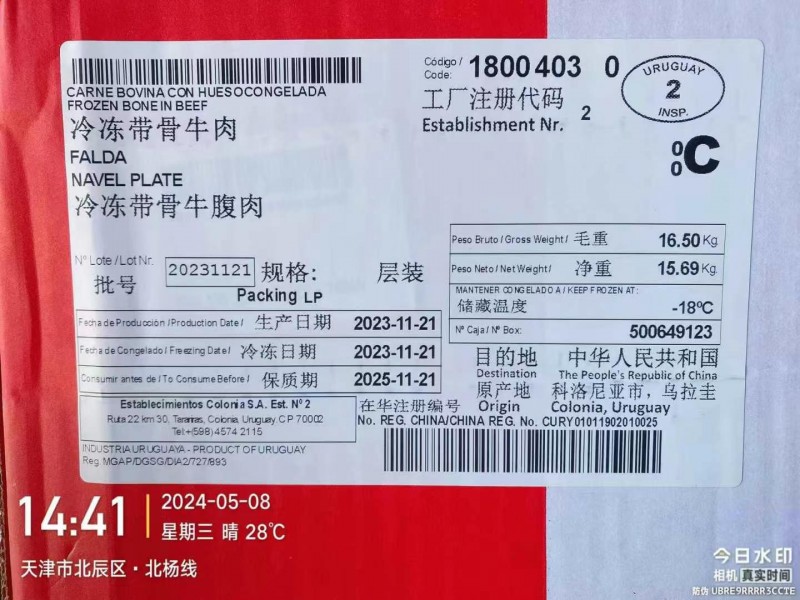 CARNE BOVINA CON HUESO CONGELADA
FROZEN BONE IN BEEF
冷冻带骨牛肉
FALDA
NAVEL PLATE
冷冻带骨牛腹肉
Código /
Code: 1800403 0
工厂注册代码
Establishment Nr. 2
URUGUAY
2
INSP.
00C
Nº Lote /Lot Nr.
批号
20231121
规格: 层装
Packing LP
Peso Bruto / Gross Weight / 毛重 16.50 Kg
Peso Neto / Net Weight/ 净重 15.69 Kg.
MANTENER CONGELADO A / KEEP FROZEN AT:
储藏温度 -18ºC
Nº Caja / Nº Box: 500649123
Fecha de Producción /Production Date / 生产日期 2023-11-21
Fecha de Congelado / Freezing Date / 冷冻日期 2023-11-21
Consumir antes de / To Consume Before / 保质期 2025-11-21
目的地 中华人民共和国
Destination The People's Republic of China
原产地 科洛尼亚市，乌拉圭
Origin Colonia, Uruguay
Establecimientos Colonia S.A. Est. Nº 2
Ruta 22 km 30, Tarariras, Colonia, Uruguay, C P 70002
Tel:+(598) 4574 2115
在华注册编号
No. REG. CHINA/CHINA REG. No. CURY01011902010025
INDUSTRIA URUGUAYA - PRODUCT OF URUGUAY
Reg. MGAP/DGSG/DIA2/727/893
14:41
2024-05-08
星期三 晴 28℃
天津市北辰区·北杨线
今日水印
相机 真实时间
防伪 UBRE9RRRR3CCTE